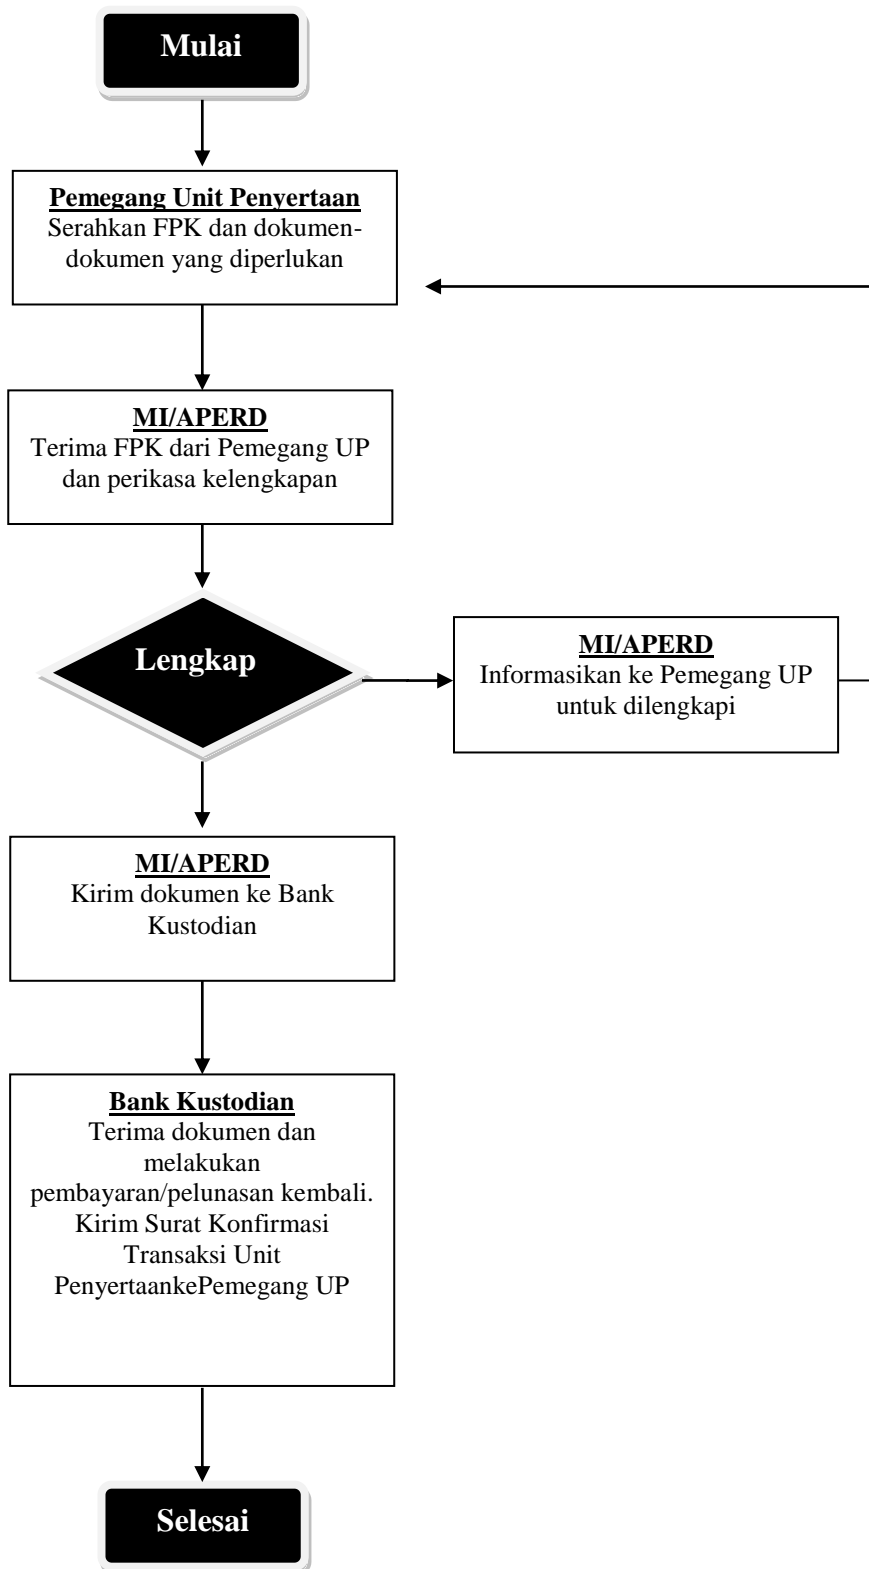 Mulai
Pemegang Unit Penyertaan
Serahkan FPK dan dokumen-
dokumen yang diperlukan
MI/APERD
Terima FPK dari Pemegang UP
dan perikasa kelengkapan
Lengkap
MI/APERD
Informasikan ke Pemegang UP
untuk dilengkapi
MI/APERD
Kirim dokumen ke Bank
Kustodian
Bank Kustodian
Terima dokumen dan
melakukan
pembayaran/pelunasan kembali.
Kirim Surat Konfirmasi
Transaksi Unit
PenyertaankePemegang UP
Selesai